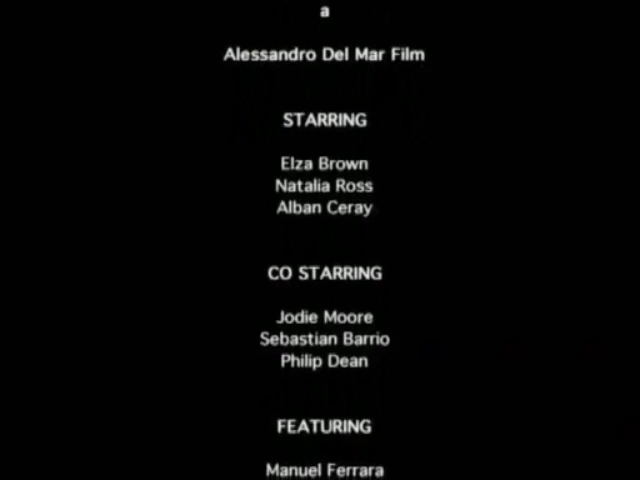 a
Alessandro Del Mar Film
STARRING
Elza Brown
Natalia Ross
Alban Ceray
CO STARRING
Jodie Moore
Sebastian Barrio
Philip Dean
FEATURING
Manuel Ferrara